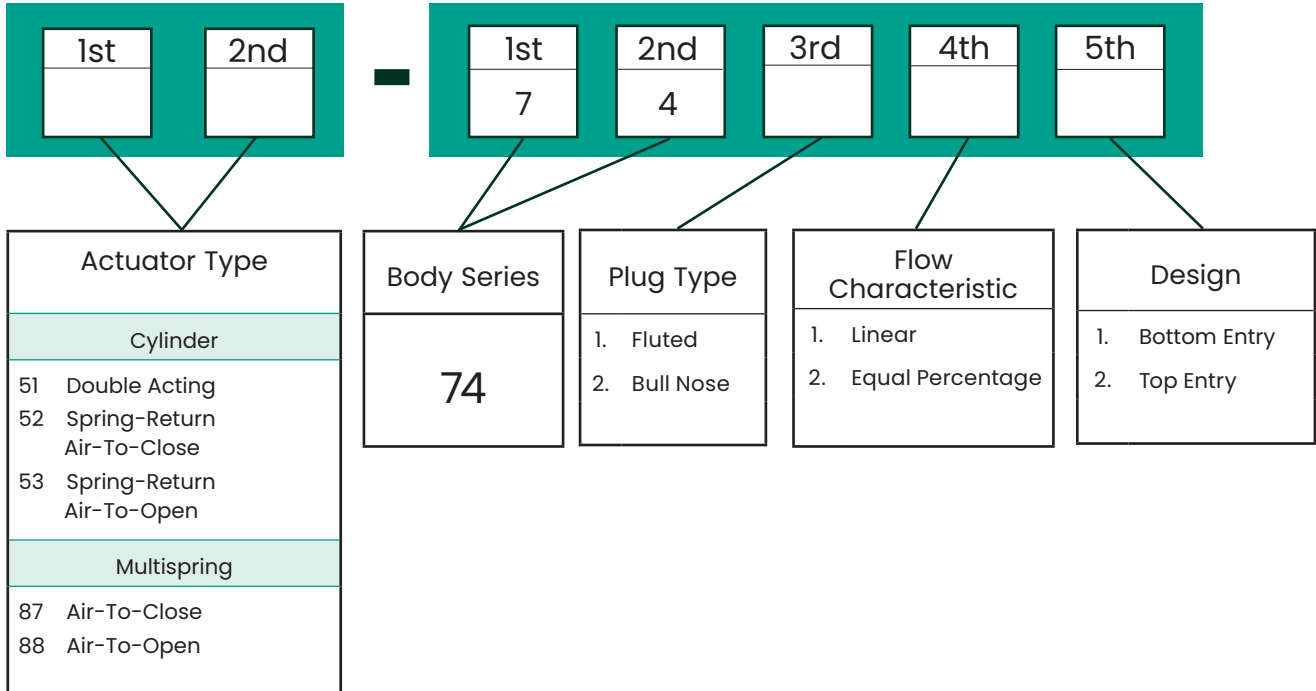 1st
2nd
-
1st
2nd
3rd
4th
5th
7
4
Actuator Type
Cylinder
51 Double Acting
52 Spring-Return
Air-To-Close
53 Spring-Return
Air-To-Open
Multispring
87 Air-To-Close
88 Air-To-Open
Body Series
74
Plug Type
1. Fluted
2. Bull Nose
Flow
Characteristic
1. Linear
2. Equal Percentage
Design
1. Bottom Entry
2. Top Entry